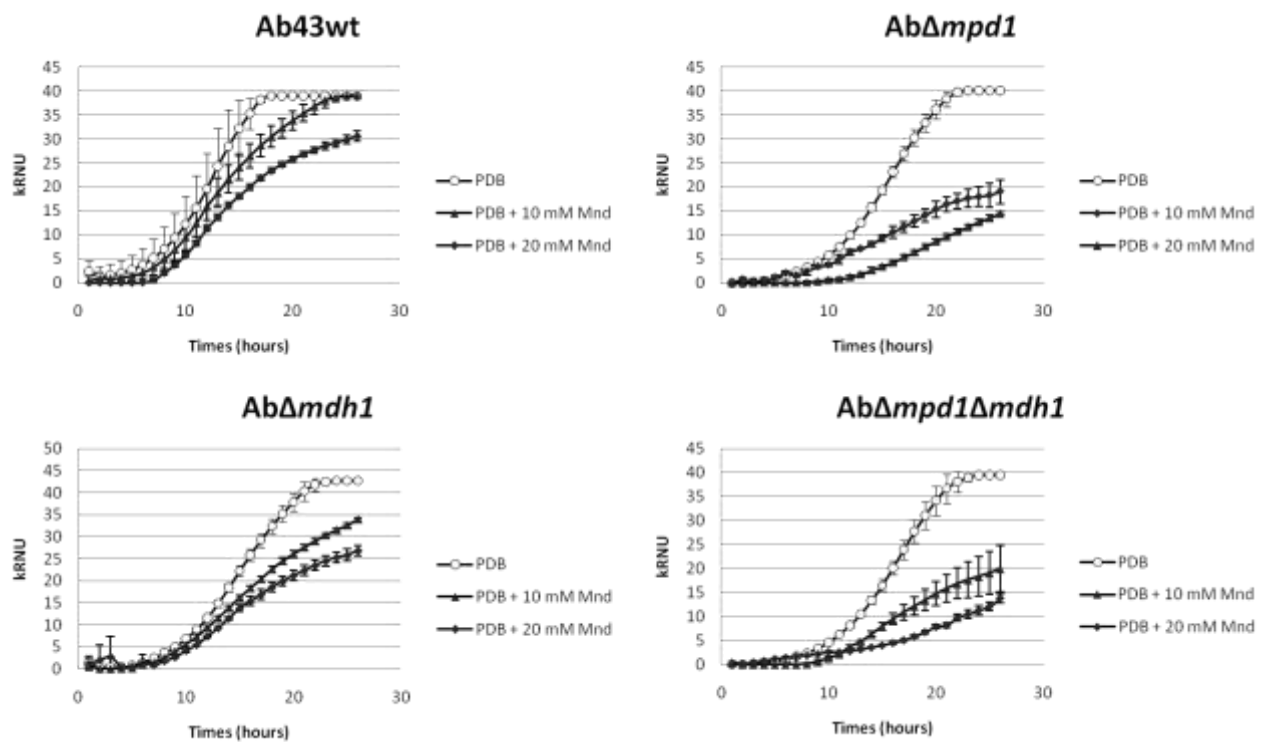 Ab43wt
45
40
35
30
25
20
15
10
5
0
kRNU
0 10 20 30
Times (hours)
PDB
PDB + 10 mM Mnd
PDB + 20 mM Mnd
AbΔmpd1
45
40
35
30
25
20
15
10
5
0
kRNU
0 10 20 30
Times (hours)
PDB
PDB + 10 mM Mnd
PDB + 20 mM Mnd
AbΔmdh1
50
45
40
35
30
25
20
15
10
5
0
kRNU
0 10 20 30
Times (hours)
PDB
PDB + 10 mM Mnd
PDB + 20 mM Mnd
AbΔmpd1Δmdh1
45
40
35
30
25
20
15
10
5
0
kRNU
0 10 20 30
Times (hours)
PDB
PDB + 10 mM Mnd
PDB + 20 mM Mnd